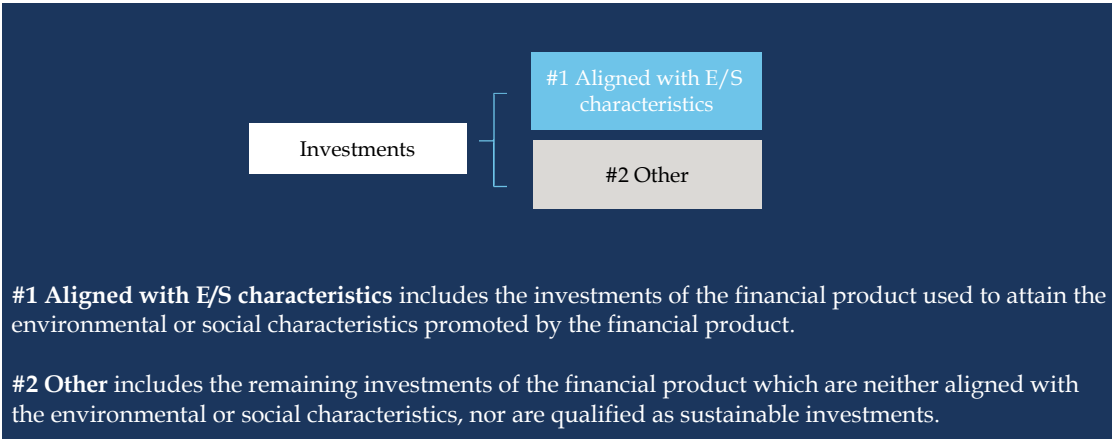 #1 Aligned with E/S
characteristics
Investments
#2 Other
#1 Aligned with E/S characteristics includes the investments of the financial product used to attain the
environmental or social characteristics promoted by the financial product.
#2 Other includes the remaining investments of the financial product which are neither aligned with
the environmental or social characteristics, nor are qualified as sustainable investments.